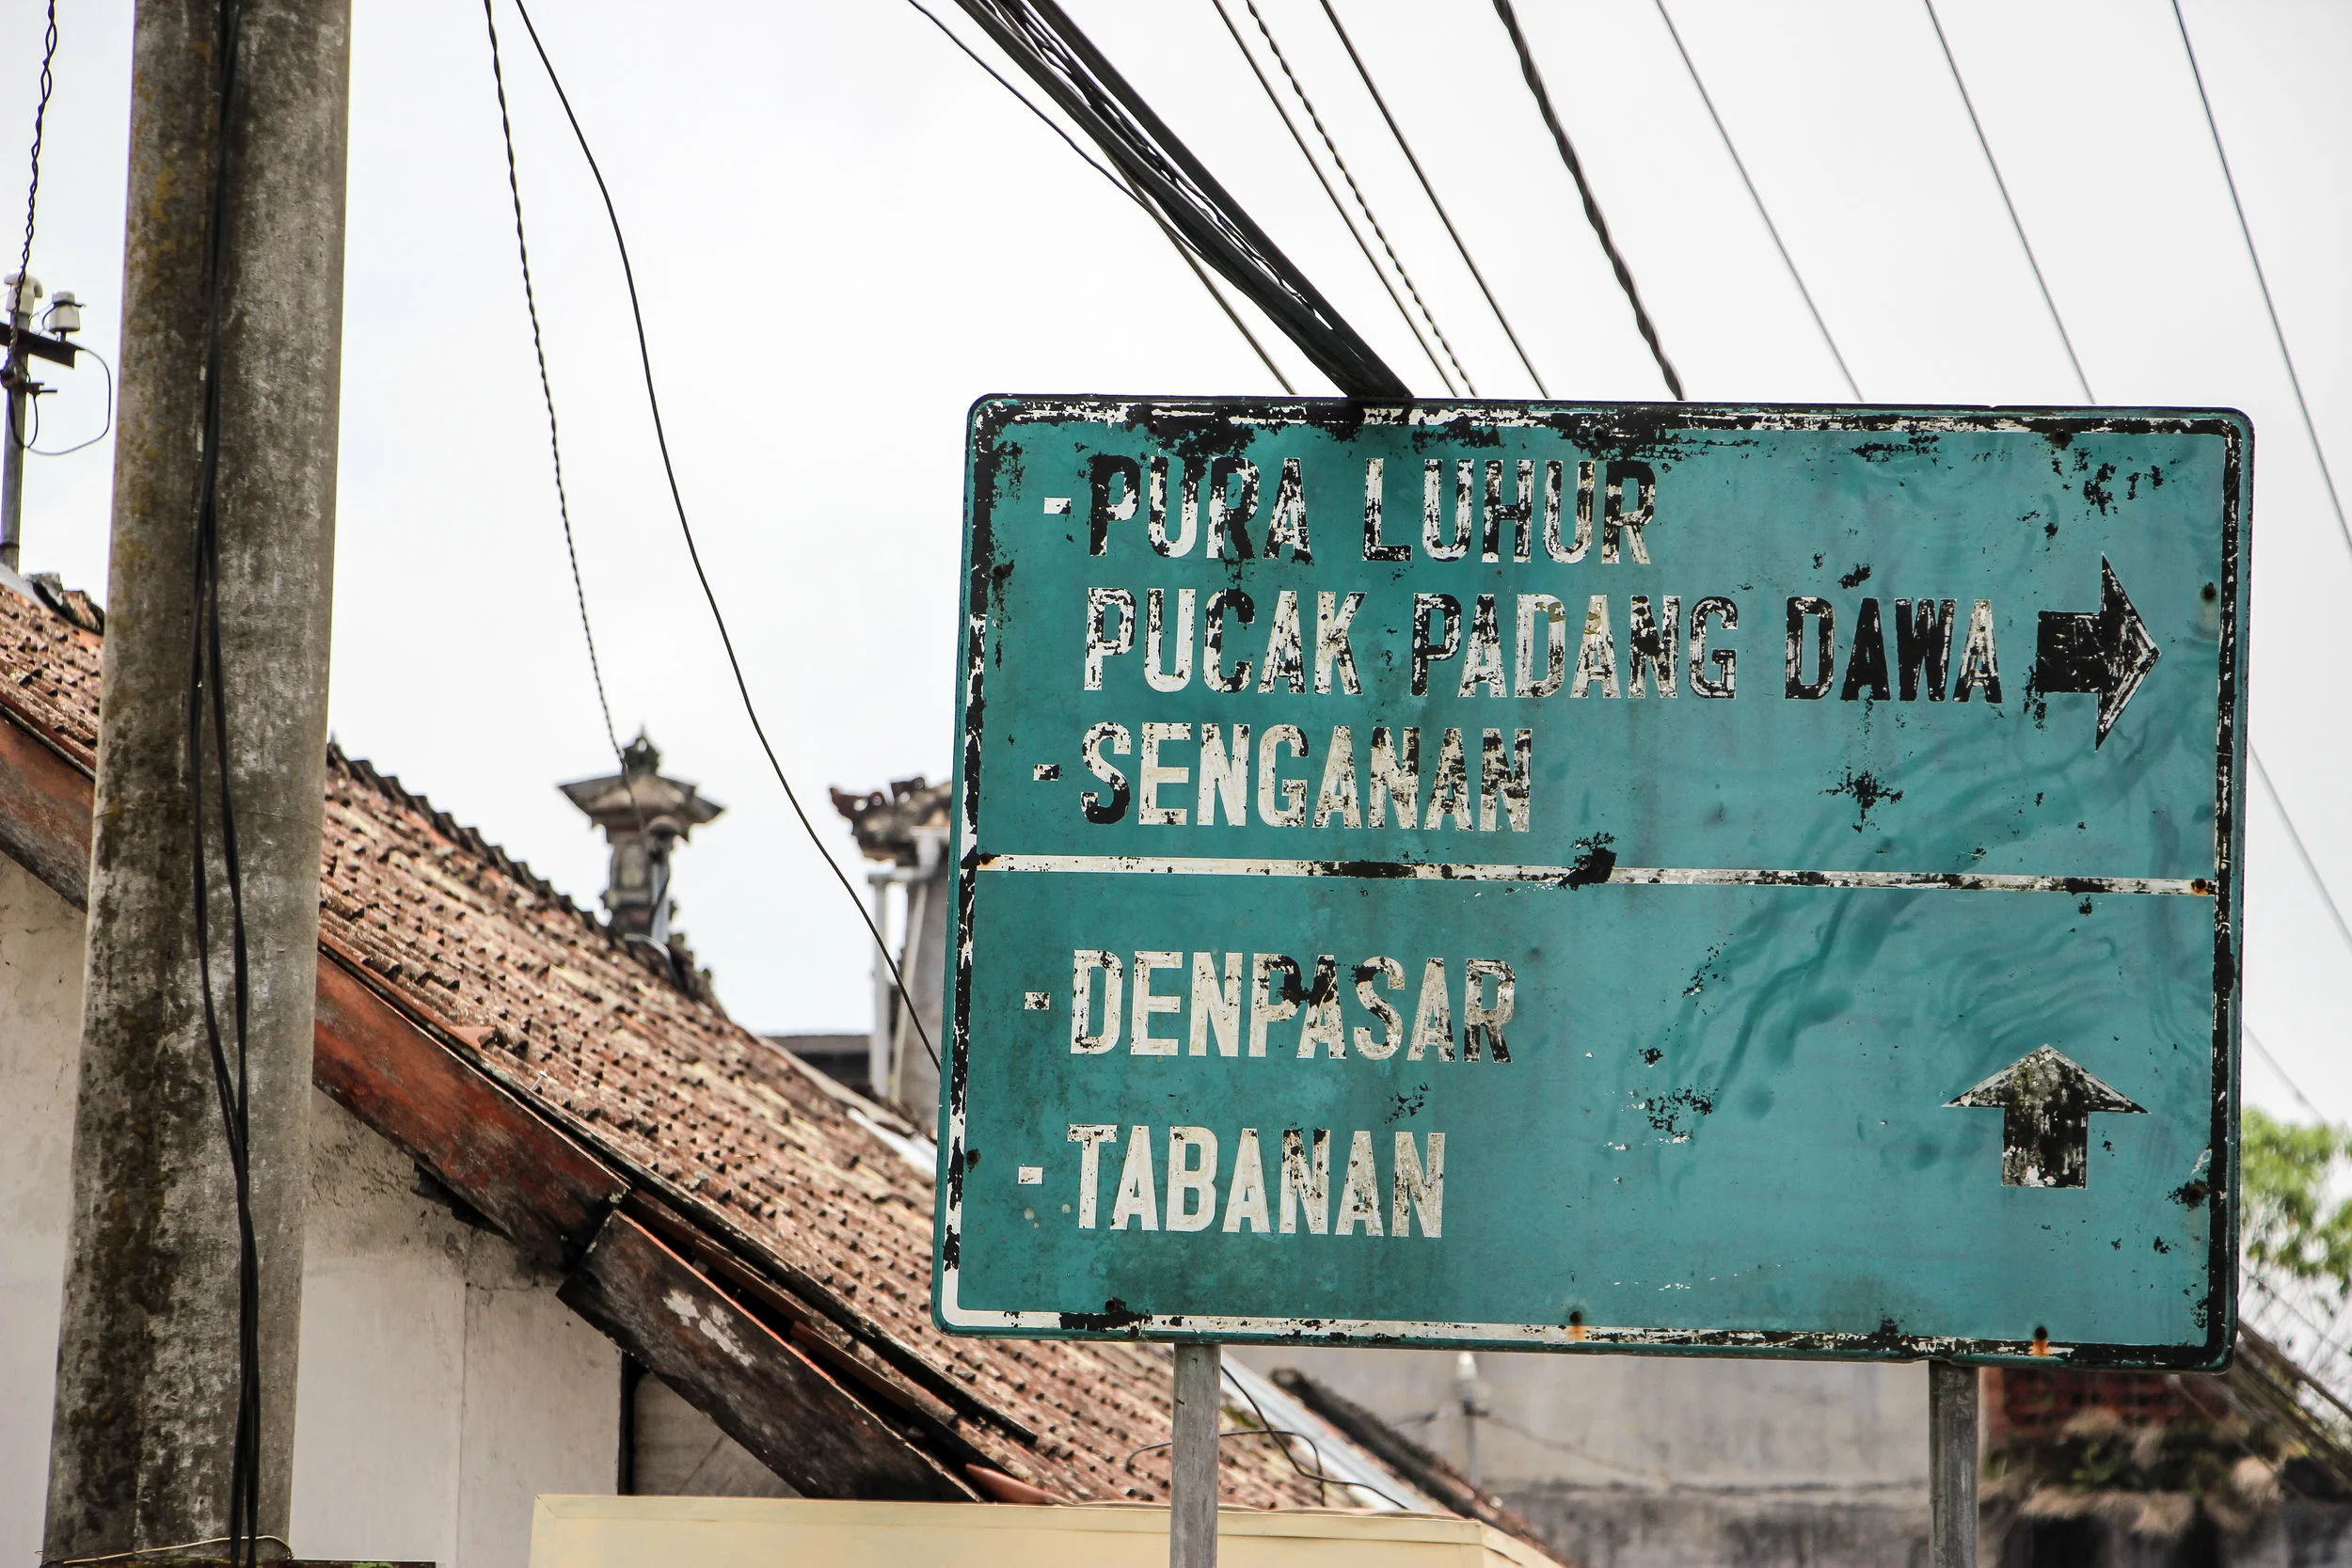 - PURA LUHUR
PUCAK PADANG DAWA
- SENGANAN
- DENPASAR
- TABANAN